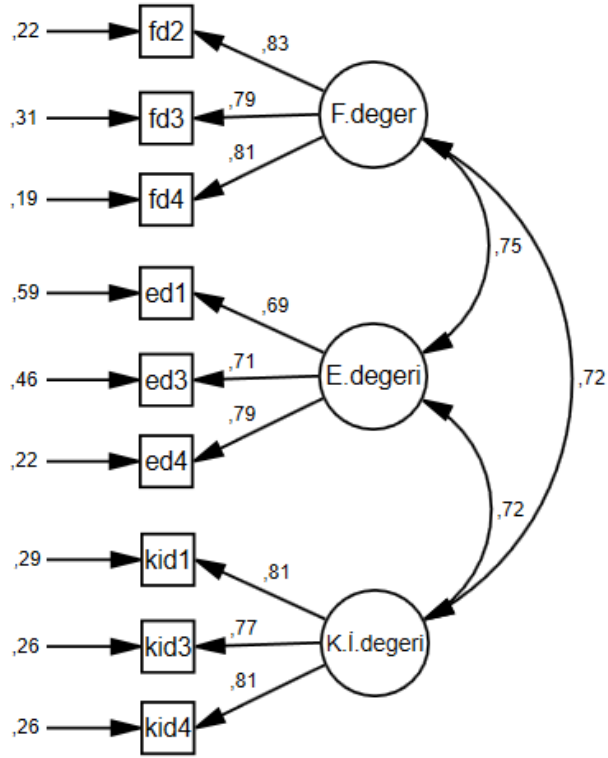 ,22
fd2
,83
,31
fd3
,79
F.deger
,81
,19
fd4
,75
,59
ed1
,69
,46
ed3
,71
E.degeri
,72
,79
,22
ed4
,72
,29
kid1
,81
,26
kid3
,77
K.İ.degeri
,81
,26
kid4